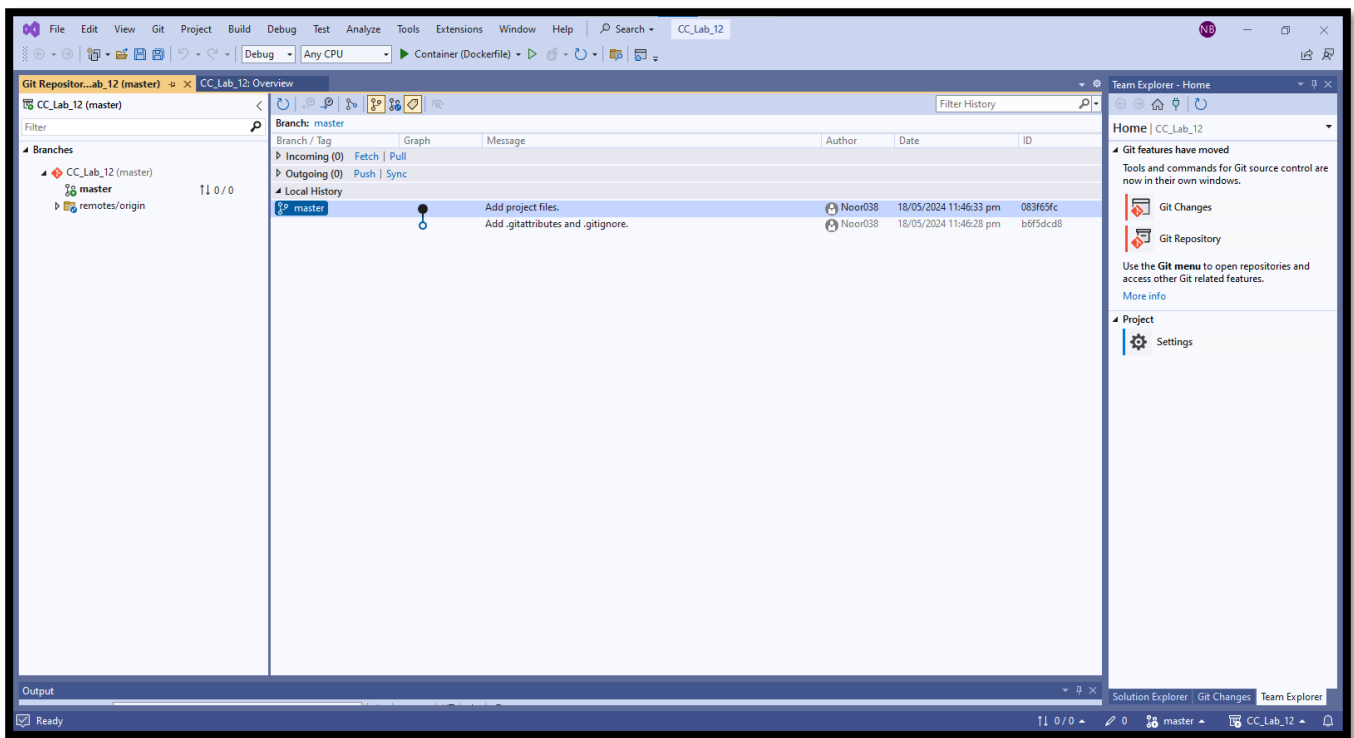 File Edit View Git Project Build Debug Test Analyze Tools Extensions Window Help Search CC_Lab_12 NB
Debug Any CPU Container (Dockerfile)
Git Repositor...ab_12 (master) CC_Lab_12: Overview
CC_Lab_12 (master)
Filter
Branches
CC_Lab_12 (master)
master 0 / 0
remotes/origin
Filter History
Branch: master
Branch / Tag Graph Message Author Date ID
Incoming (0) Fetch | Pull
Outgoing (0) Push | Sync
Local History
master Add project files. Noor038 18/05/2024 11:46:33 pm 083f65fc
Add .gitattributes and .gitignore. Noor038 18/05/2024 11:46:28 pm b6f5dcd8
Team Explorer - Home
Home | CC_Lab_12
Git features have moved
Tools and commands for Git source control are
now in their own windows.
Git Changes
Git Repository
Use the Git menu to open repositories and
access other Git related features.
More info
Project
Settings
Output
Solution Explorer Git Changes Team Explorer
Ready 0 / 0 0 master CC_Lab_12